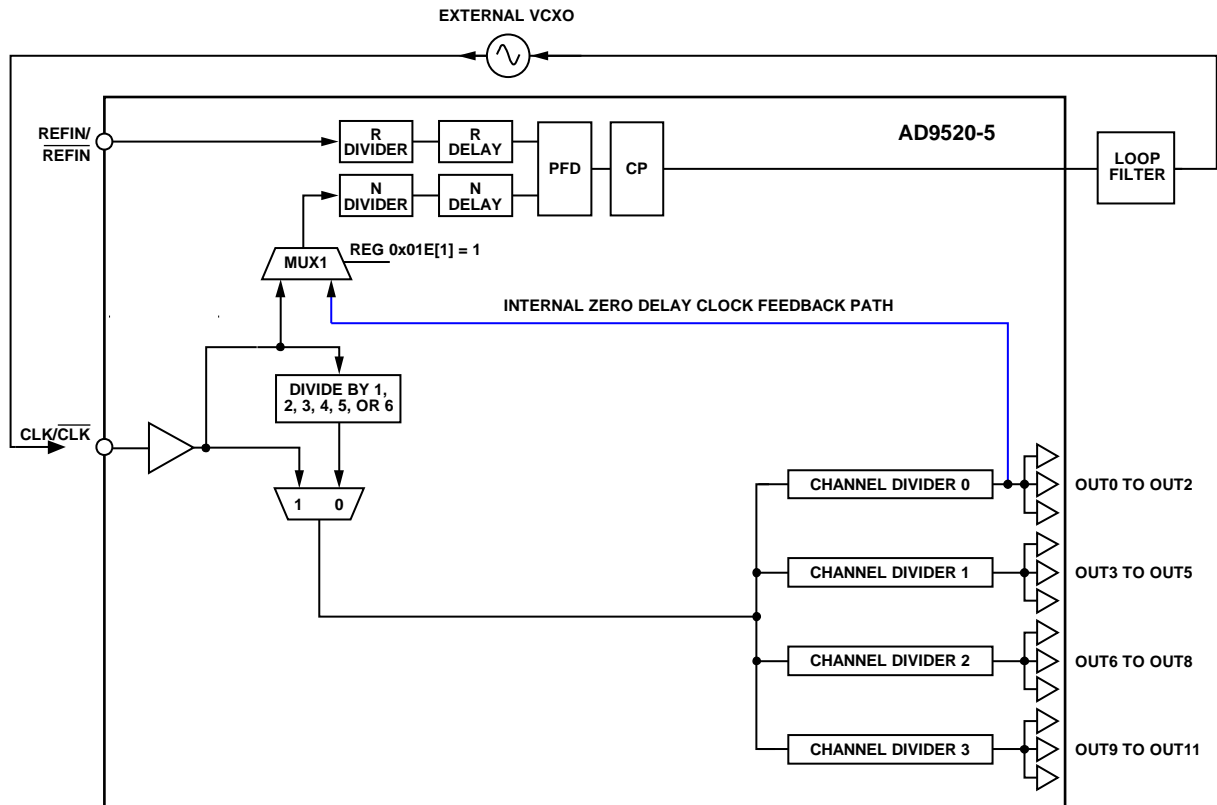 EXTERNAL VCXO
AD9520-5
REFIN/
REFIN
R
DIVIDER
R
DELAY
PFD
CP
LOOP
FILTER
N
DIVIDER
N
DELAY
MUX1
REG 0x01E[1] = 1
INTERNAL ZERO DELAY CLOCK FEEDBACK PATH
DIVIDE BY 1,
2, 3, 4, 5, OR 6
CLK/CLK
1 0
CHANNEL DIVIDER 0
OUT0 TO OUT2
CHANNEL DIVIDER 1
OUT3 TO OUT5
CHANNEL DIVIDER 2
OUT6 TO OUT8
CHANNEL DIVIDER 3
OUT9 TO OUT11